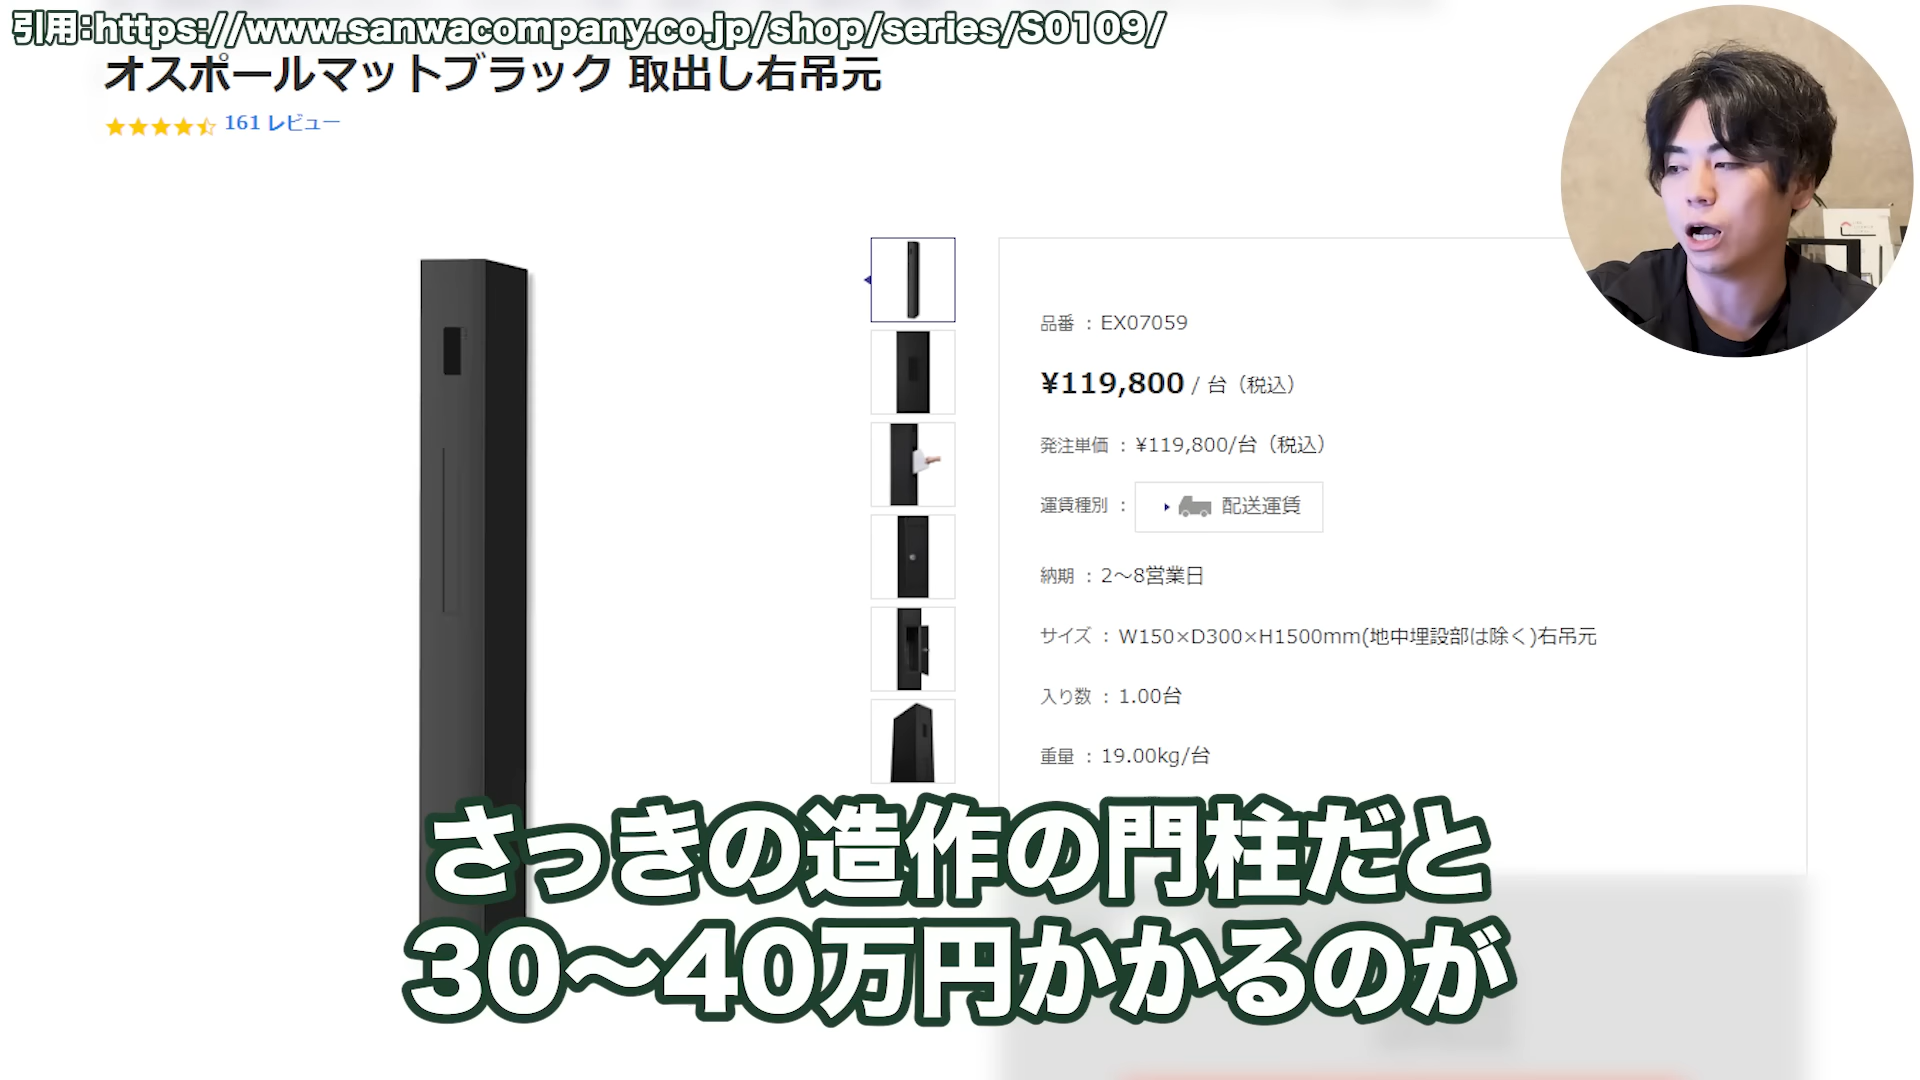 引用:https://www.sanwacompany.co.jp/shop/series/S0109/
オスポールマットブラック 取出し右吊元
161 レビュー
品番 : EX07059
¥119,800 / 台（税込）
発注単価 : ¥119,800/台（税込）
運賃種別 : 配送運賃
納期 : 2～8営業日
サイズ : W150×D300×H1500mm(地中埋設部は除く)右吊元
入り数 : 1.00台
重量 : 19.00kg/台
さっきの造作の門柱だと
30～40万円かかるのが